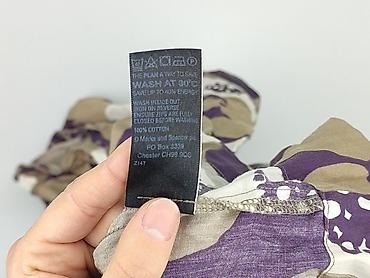 THE PLAN A WAY TO SAVE
WASH AT 30°C
SAVE UP TO 40% ENERGY
WASH INSIDE OUT
IRON ON REVERSE
ENSURE ZIPS ARE FULLY
CLOSED BEFORE WASHING
100% COTTON
© Marks and Spencer plc
PO Box 3339
Chester CH99 9QS
Z147